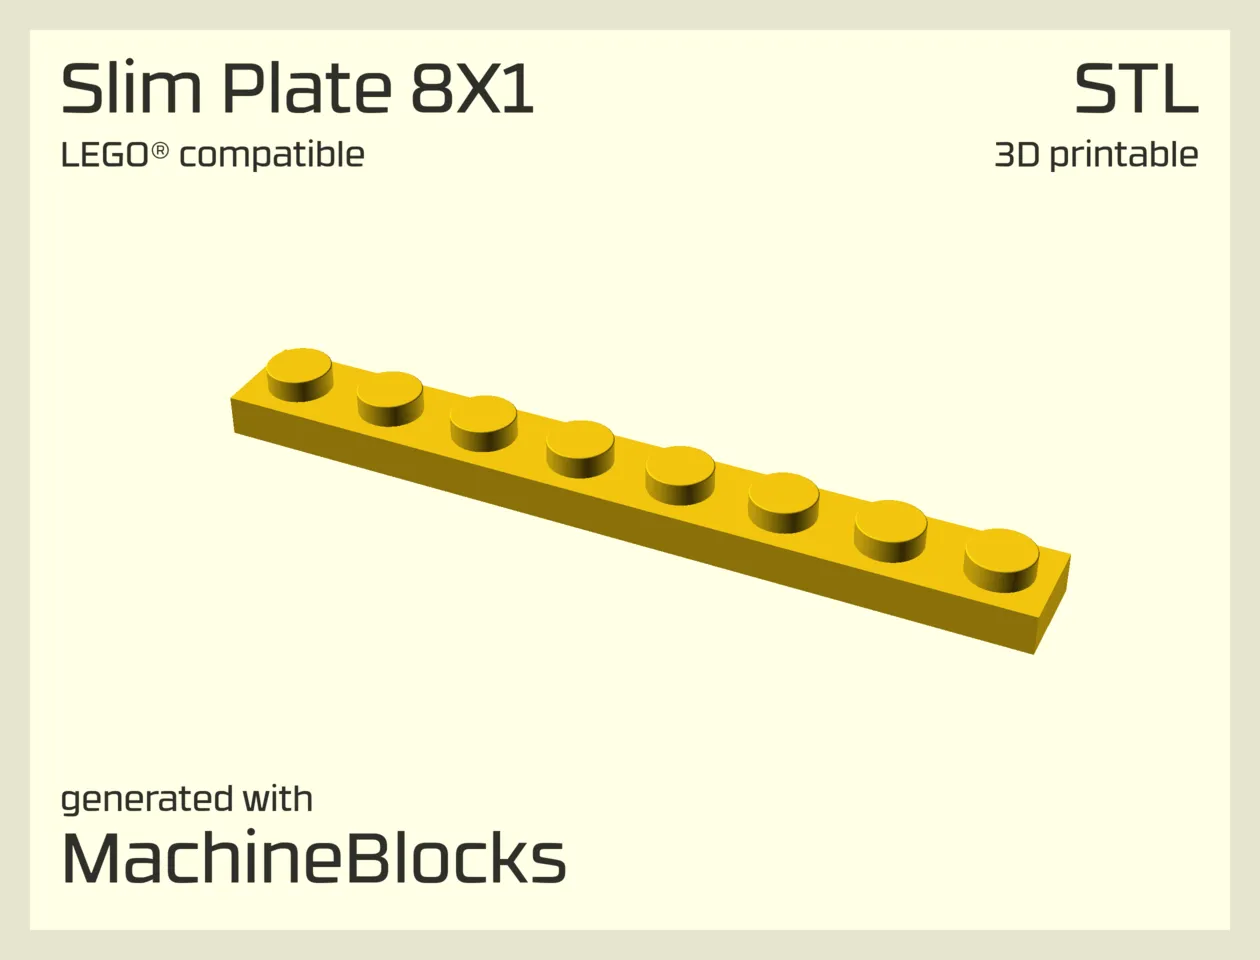 Slim Plate 8X1
STL
LEGO® compatible
3D printable
generated with
MachineBlocks